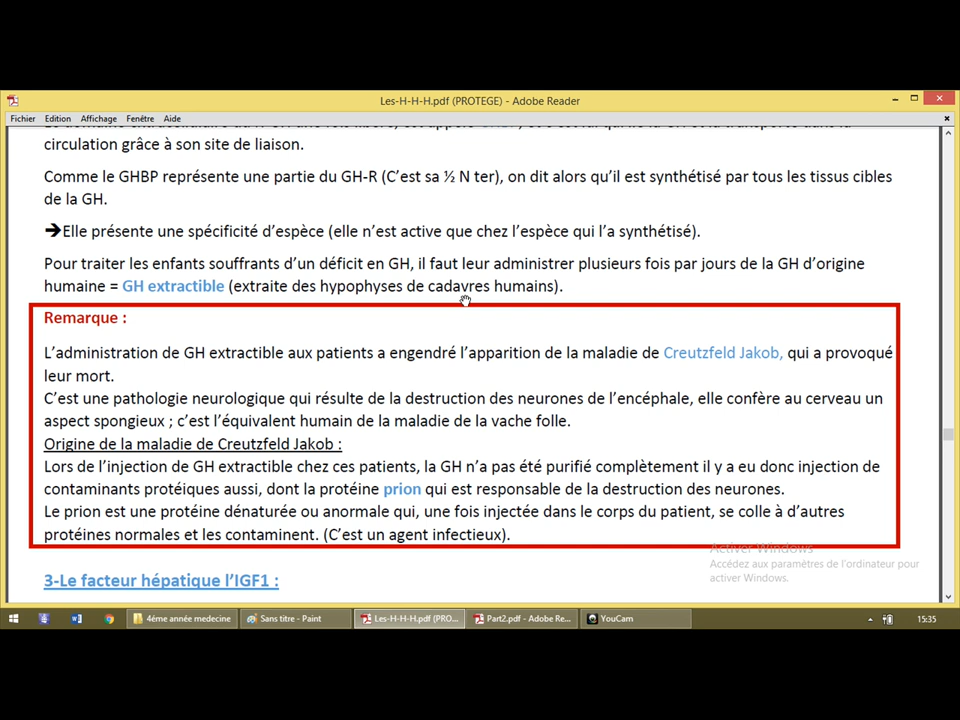 Les-H-H-H.pdf (PROTEGE) - Adobe Reader
Fichier Edition Affichage Fenêtre Aide
circulation grâce à son site de liaison.
Comme le GHBP représente une partie du GH-R (C’est sa ½ N ter), on dit alors qu’il est synthétisé par tous les tissus cibles
de la GH.
➔Elle présente une spécificité d’espèce (elle n’est active que chez l’espèce qui l’a synthétisé).
Pour traiter les enfants souffrants d’un déficit en GH, il faut leur administrer plusieurs fois par jours de la GH d’origine
humaine = GH extractible (extraite des hypophyses de cadavres humains).
Remarque :
L’administration de GH extractible aux patients a engendré l’apparition de la maladie de Creutzfeld Jakob, qui a provoqué
leur mort.
C’est une pathologie neurologique qui résulte de la destruction des neurones de l’encéphale, elle confère au cerveau un
aspect spongieux ; c’est l’équivalent humain de la maladie de la vache folle.
Origine de la maladie de Creutzfeld Jakob :
Lors de l’injection de GH extractible chez ces patients, la GH n’a pas été purifié complètement il y a eu donc injection de
contaminants protéiques aussi, dont la protéine prion qui est responsable de la destruction des neurones.
Le prion est une protéine dénaturée ou anormale qui, une fois injectée dans le corps du patient, se colle à d’autres
protéines normales et les contaminent. (C’est un agent infectieux).
Activer Windows
Accédez aux paramètres de l’ordinateur pour
activer Windows.
3-Le facteur hépatique l’IGF1 :
4éme année medecine
Sans titre - Paint
Les-H-H-H.pdf (PRO...
Part2.pdf - Adobe Re...
YouCam
15:35